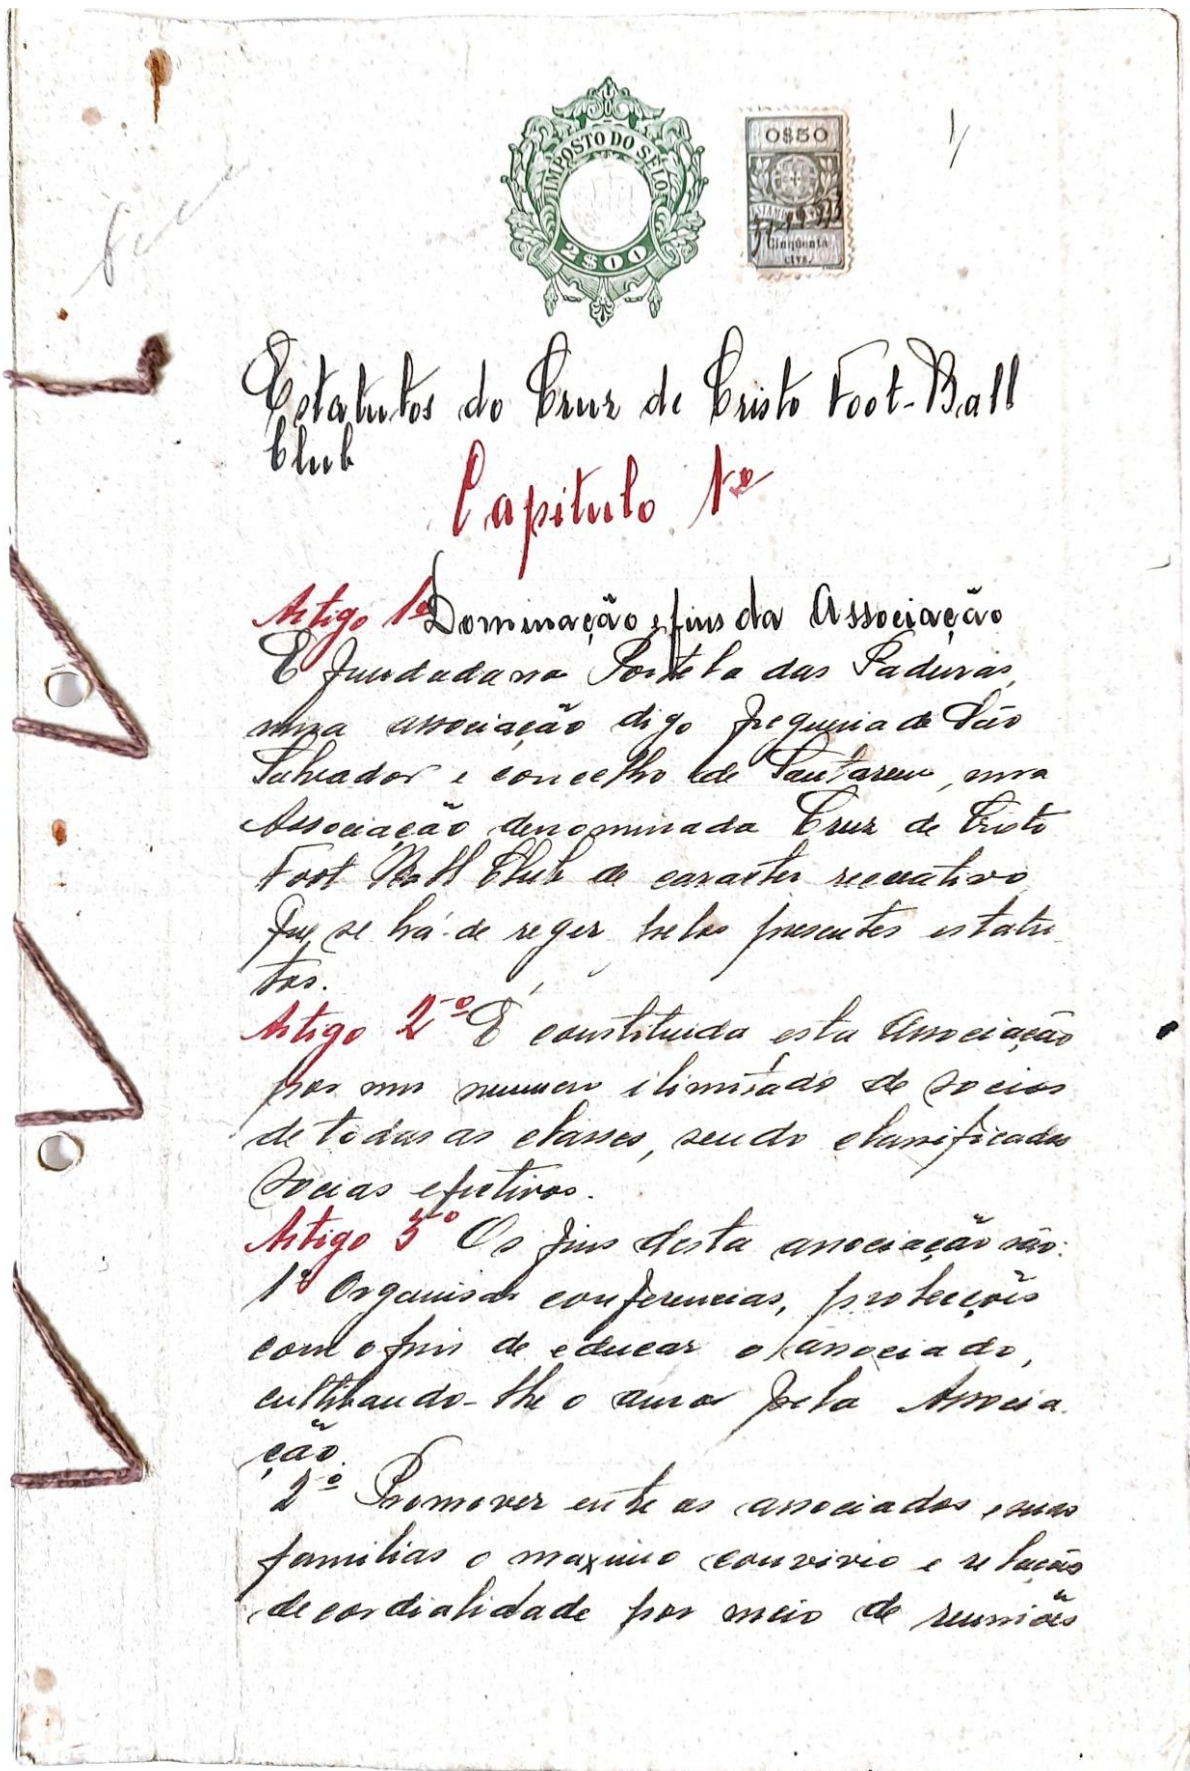 1
IMPOSTO DO SELO
2$00
0$50
Cinquenta
ctvs.
Estatutos do Cruz de Cristo Foot-Ball
Club
Capitulo 1º
Artigo 1º Dominação e fins da Associação
É fundada na Portela das Padeiras,
uma associação digo freguesia de São
Salvador e concelho de Santarem, uma
Associação denominada Cruz de Cristo
Foot Ball Club de caracter recreativo
que se há-de reger pelos presentes estatu-
tos.
Artigo 2º É constituida esta Associação
por um numero ilimitado de socios
de todas as classes, sendo classificados
socios efetivos.
Artigo 3º Os fins desta associação são:
1º Organisar conferencias, protecções
com o fim de educar o associado,
cultivando-lhe o amor pela Associa-
ção.
2º Promover entre os associados e suas
familias o maximo convivio e relações
de cordialidade por meio de reuniões